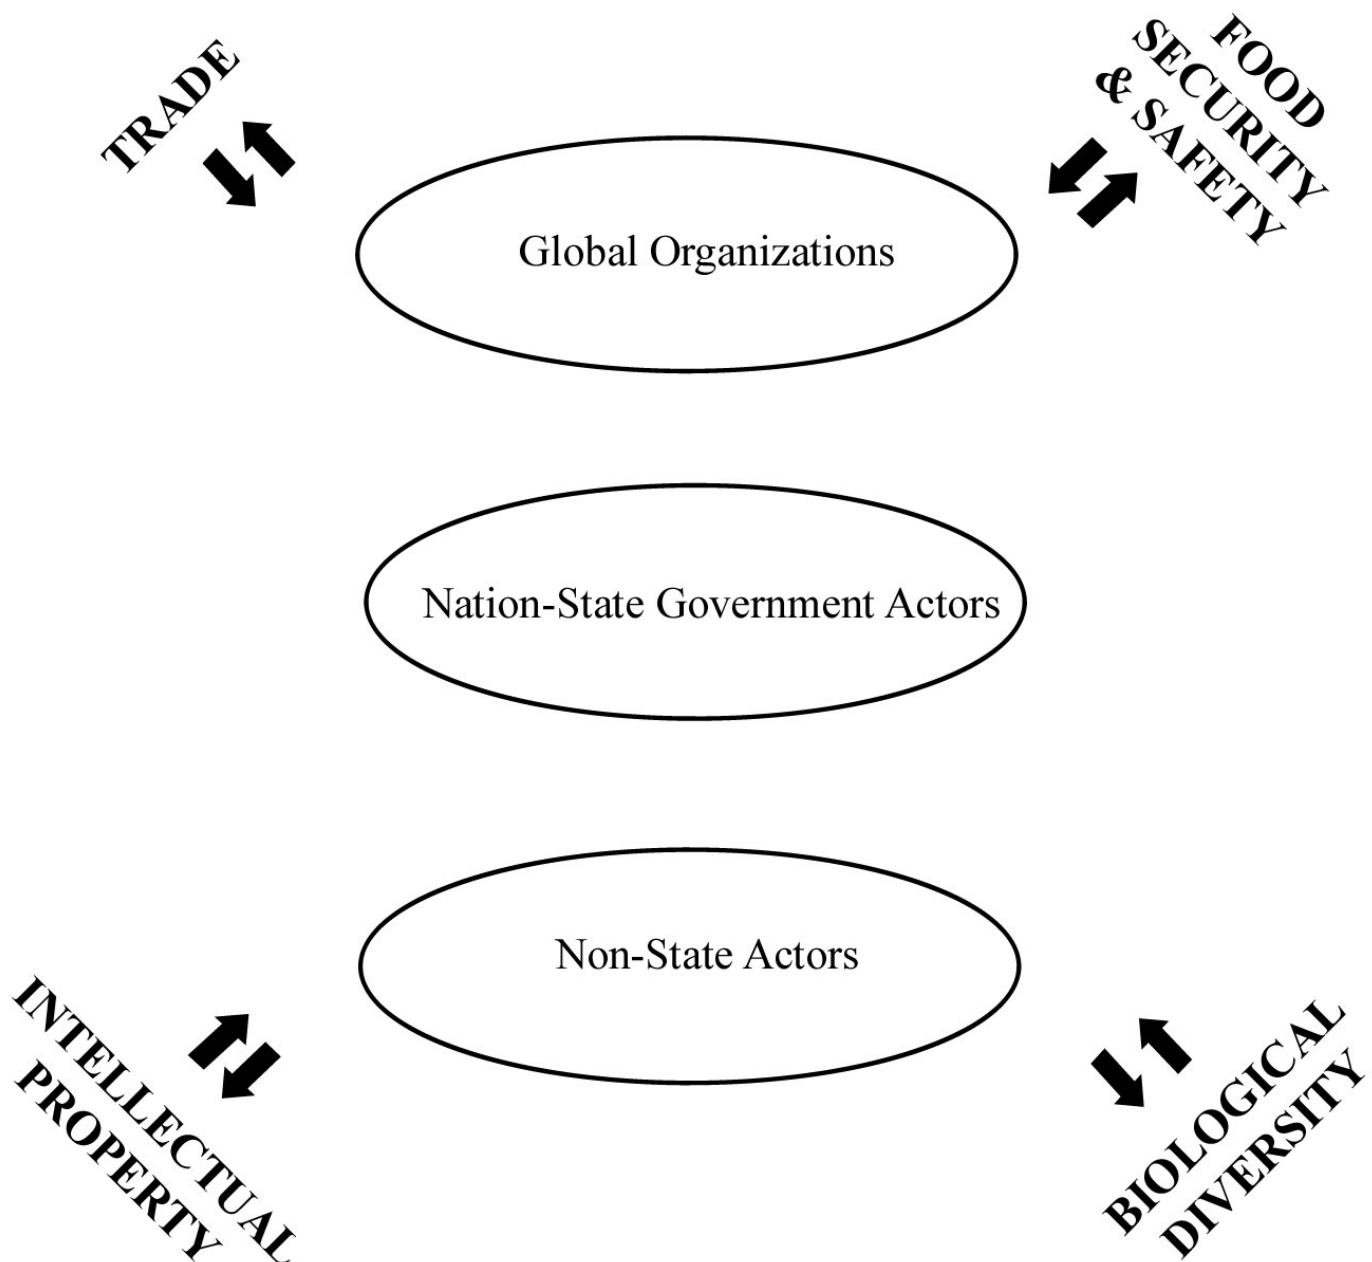 TRADE
FOOD
SECURITY
& SAFETY
Global Organizations
Nation-State Government Actors
Non-State Actors
INTELLECTUAL
PROPERTY
BIOLOGICAL
DIVERSITY